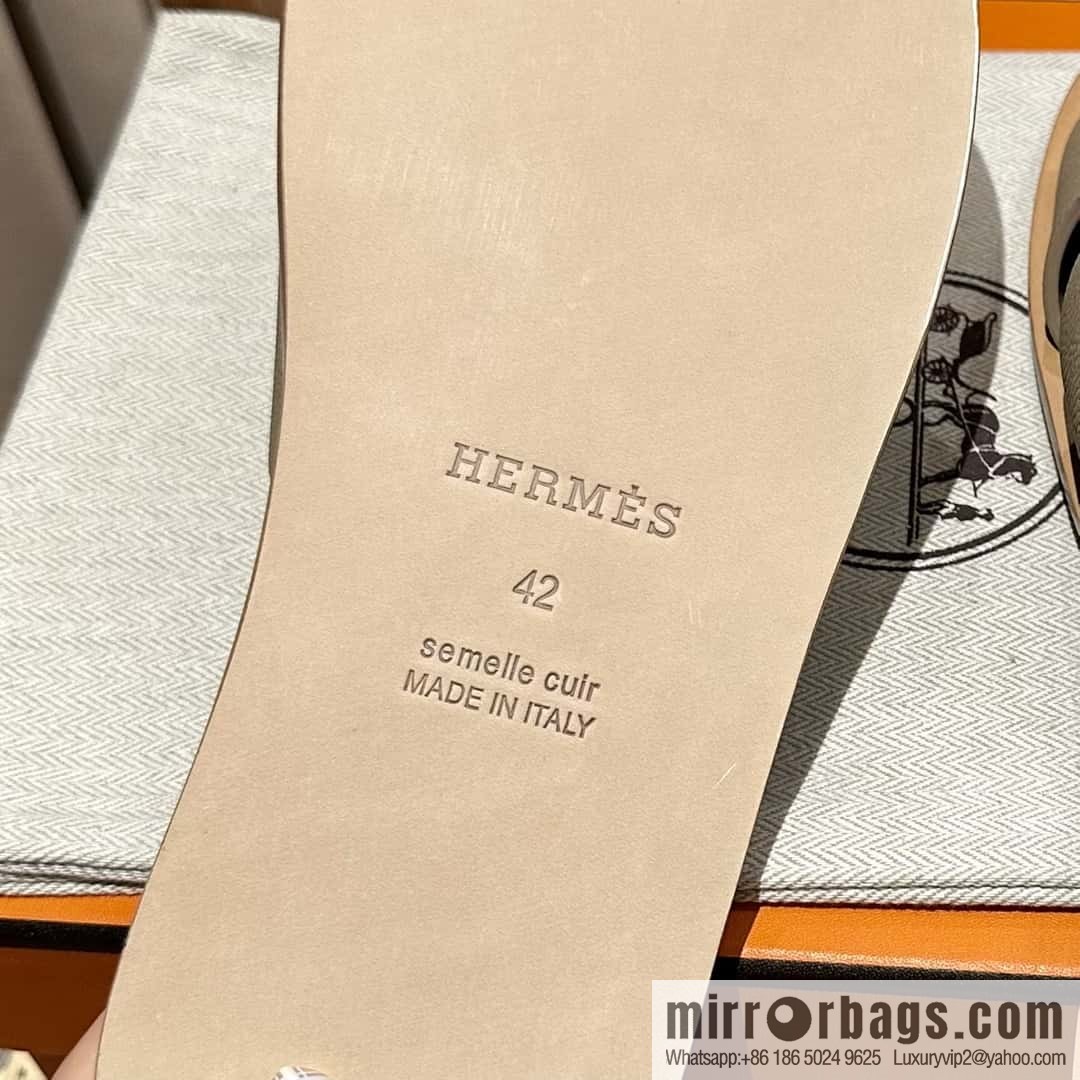 HERMÈS
42
semelle cuir
MADE IN ITALY
mirrorbags.com
Whatsapp:+86 186 5024 9625 Luxuryvip2@yahoo.com